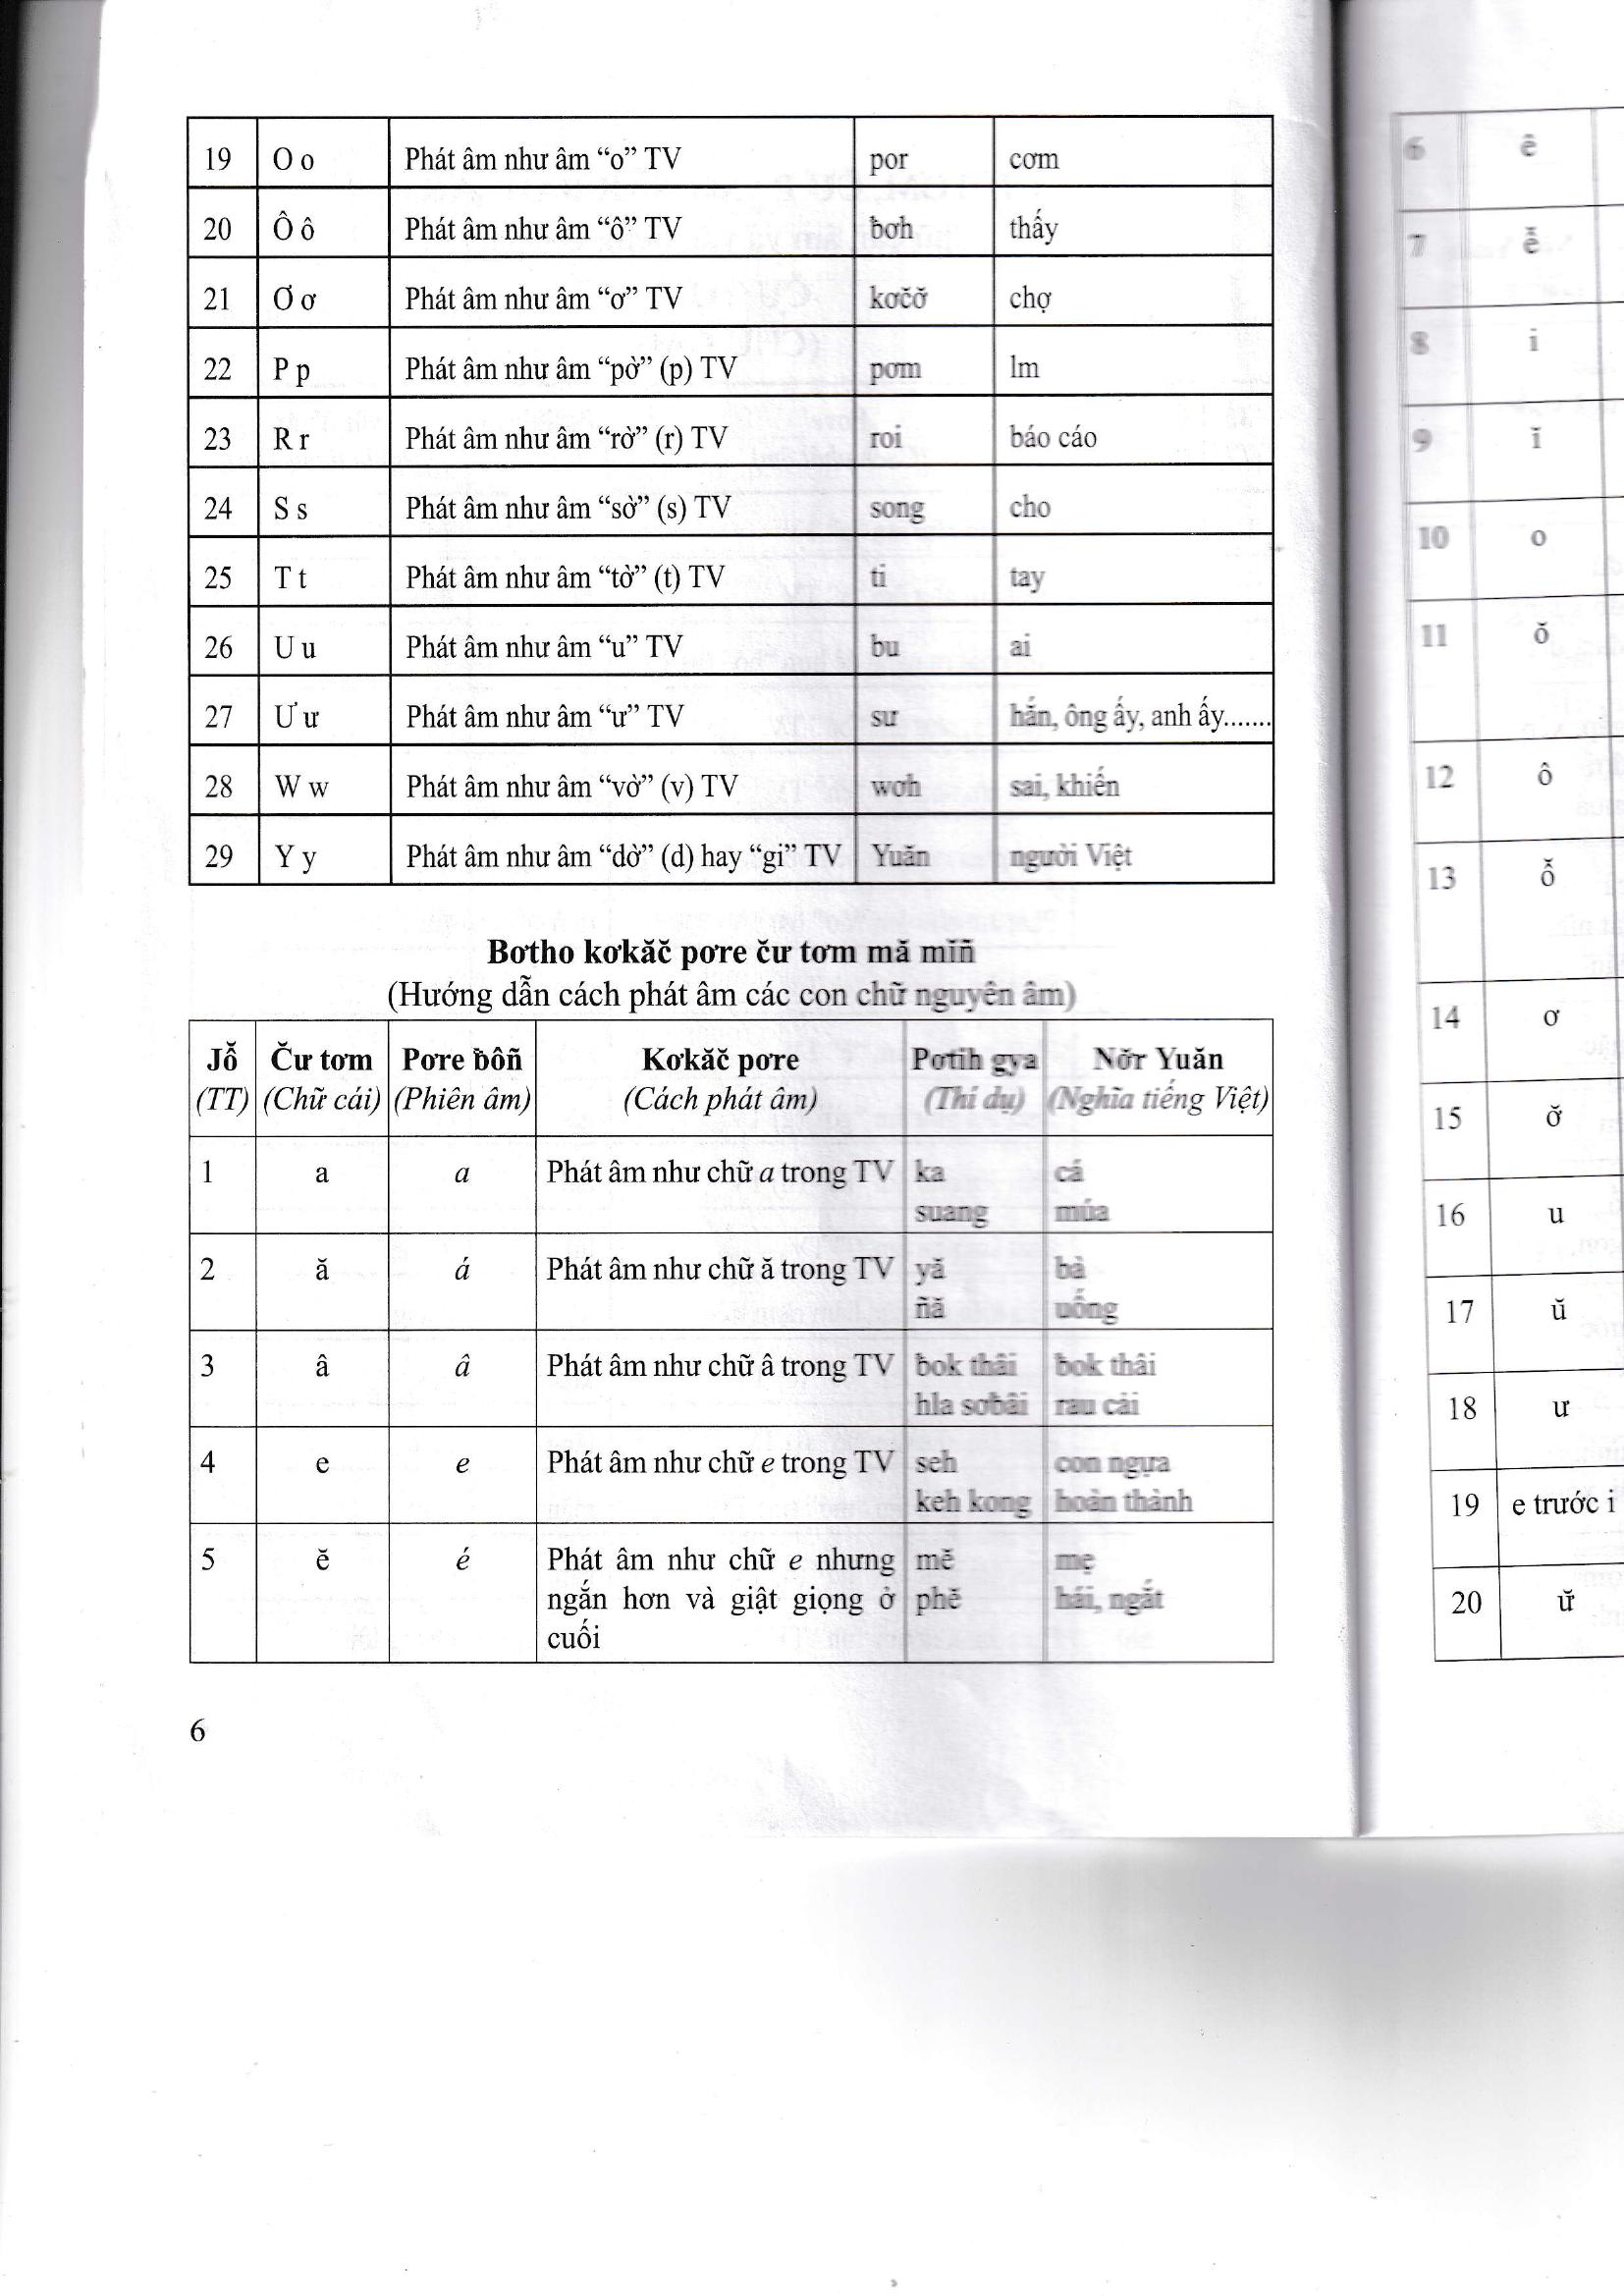 19 O o Phát âm như âm “o” TV por cơm
20 Ô ô Phát âm như âm “ô” TV ƀơh thấy
21 Ơ ơ Phát âm như âm “ơ” TV kơčơ̆ chợ
22 P p Phát âm như âm “pờ” (p) TV pơm lm
23 R r Phát âm như âm “rờ” (r) TV roi báo cáo
24 S s Phát âm như âm “sờ” (s) TV song cho
25 T t Phát âm như âm “tờ” (t) TV ti tay
26 U u Phát âm như âm “u” TV bu ai
27 Ư ư Phát âm như âm “ư” TV sư hắn, ông ấy, anh ấy.......
28 W w Phát âm như âm “vờ” (v) TV wơh sai, khiến
29 Y y Phát âm như âm “dờ” (d) hay “gi” TV Yuăn người Việt
Bơtho kơkăč pơre čư tơm mă miñ
(Hướng dẫn cách phát âm các con chữ nguyên âm)
Jô̆ Čư tơm Pơre ƀôñ Kơkăč pơre Pơtih gya Nơ̆r Yuăn
(TT) (Chữ cái) (Phiên âm) (Cách phát âm) (Thí dụ) (Nghĩa tiếng Việt)
1 a a Phát âm như chữ a trong TV ka cá
suang múa
2 ă á Phát âm như chữ ă trong TV yă bà
ñă uống
3 â â Phát âm như chữ â trong TV ƀok thâi ƀok thâi
hla sơƀâi rau cải
4 e e Phát âm như chữ e trong TV seh con ngựa
keh kong hoàn thành
5 ĕ é Phát âm như chữ e nhưng mĕ mẹ
ngắn hơn và giật giọng ở phĕ hái, ngắt
cuối
6
6 ê
7 ê̆
8 i
9 ĭ
10 o
11 ŏ
12 ô
13 ô̆
14 ơ
15 ơ̆
16 u
17 ŭ
18 ư
19 e trước i
20 ư̆